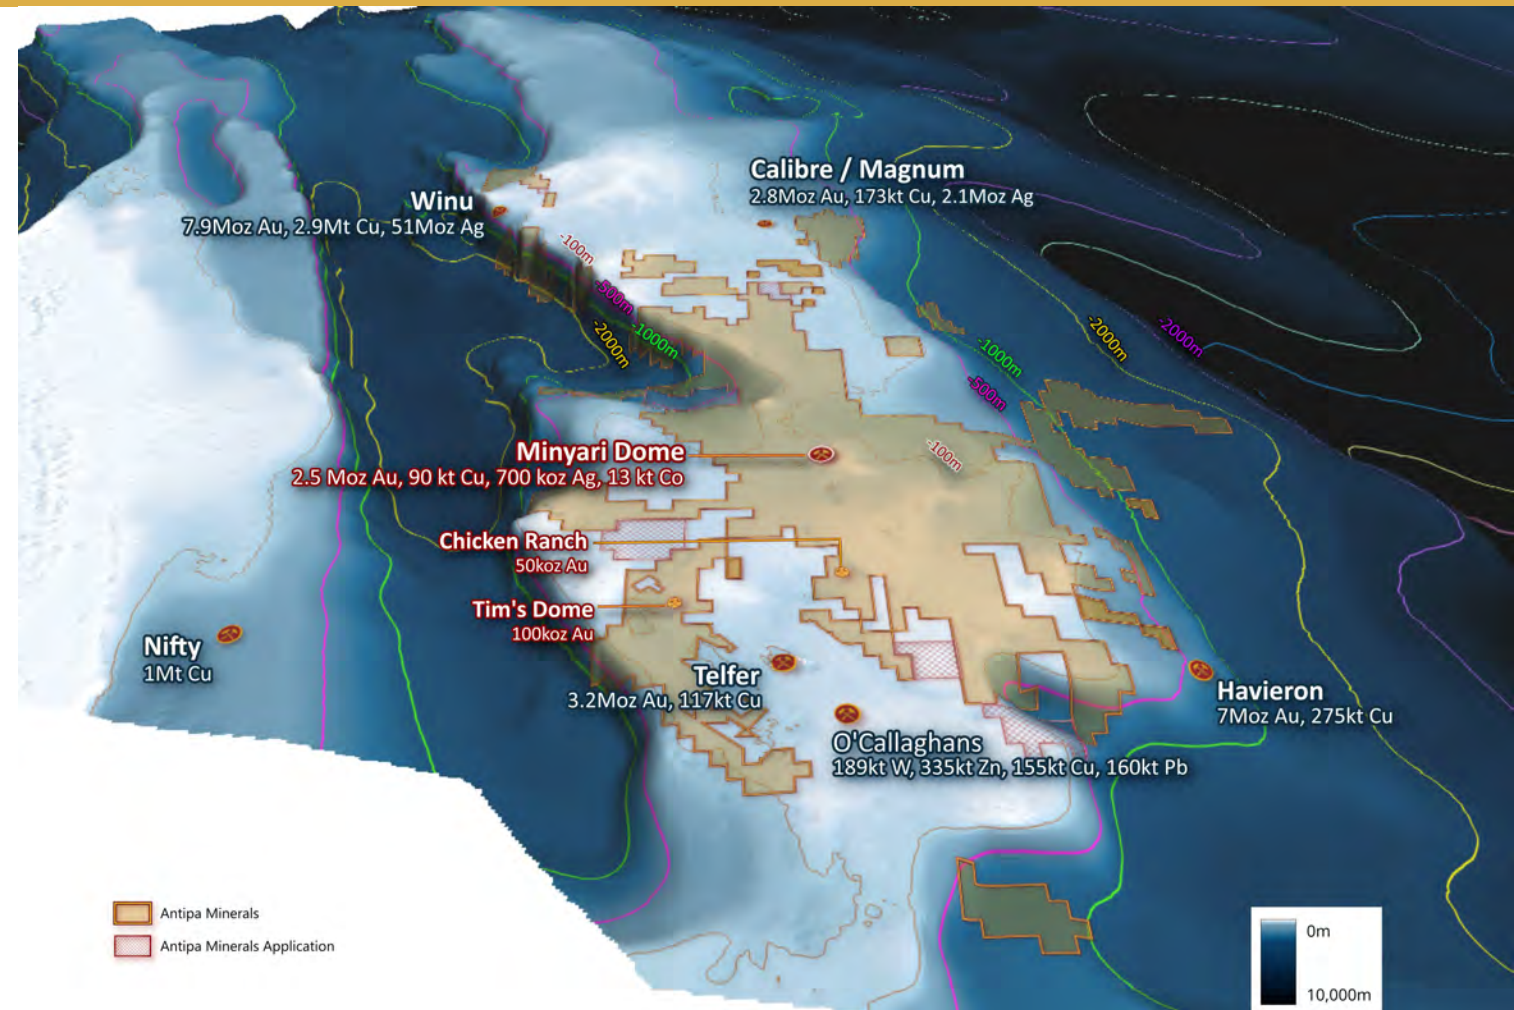 Calibre / Magnum
2.8Moz Au, 173kt Cu, 2.1Moz Ag
Winu
7.9Moz Au, 2.9Mt Cu, 51Moz Ag
-100m
-500m
-1000m
-2000m
-2000m
-2000m
-1000m
-500m
-100m
Minyari Dome
2.5 Moz Au, 90 kt Cu, 700 koz Ag, 13 kt Co
Chicken Ranch
50koz Au
Tim's Dome
100koz Au
Nifty
1Mt Cu
Telfer
3.2Moz Au, 117kt Cu
Havieron
7Moz Au, 275kt Cu
O'Callaghans
189kt W, 335kt Zn, 155kt Cu, 160kt Pb
Antipa Minerals
Antipa Minerals Application
0m
10,000m